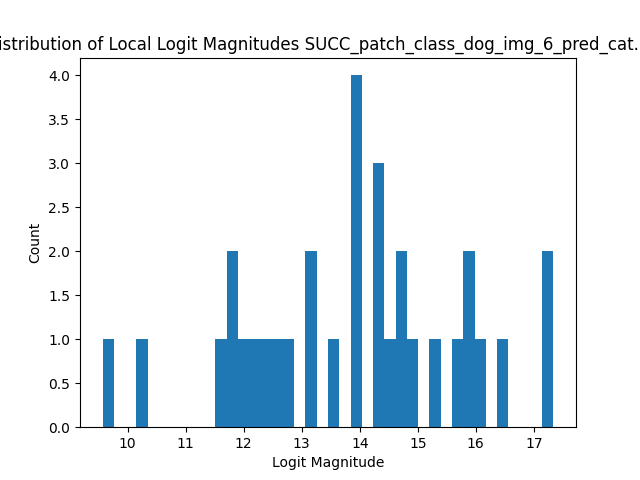 istribution of Local Logit Magnitudes SUCC_patch_class_dog_img_6_pred_cat.
4.0
3.5
3.0
2.5
2.0
1.5
1.0
0.5
0.0
Count
10 11 12 13 14 15 16 17
Logit Magnitude